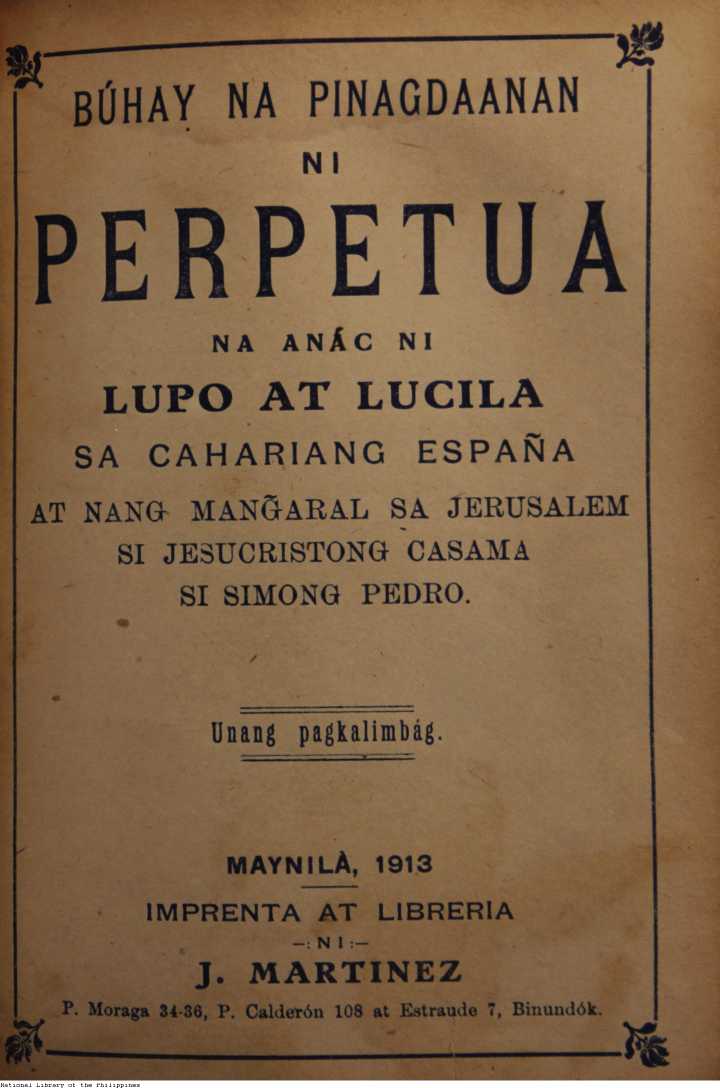 BÚHAY NA PINAGDAANAN
NI
PERPETUA
NA ANÁC NI
LUPO AT LUCILA
SA CAHARIANG ESPAÑA
AT NANG MANG̃ARAL SA JERUSALEM
SI JESUCRISTONG CASAMA
SI SIMONG PEDRO.
Unang pagkalimbág.
MAYNILÀ, 1913
IMPRENTA AT LIBRERIA
—: NI :—
J. MARTINEZ
P. Moraga 34-36, P. Calderón 108 at Estraude 7, Binundók.
National Library of the Philippines